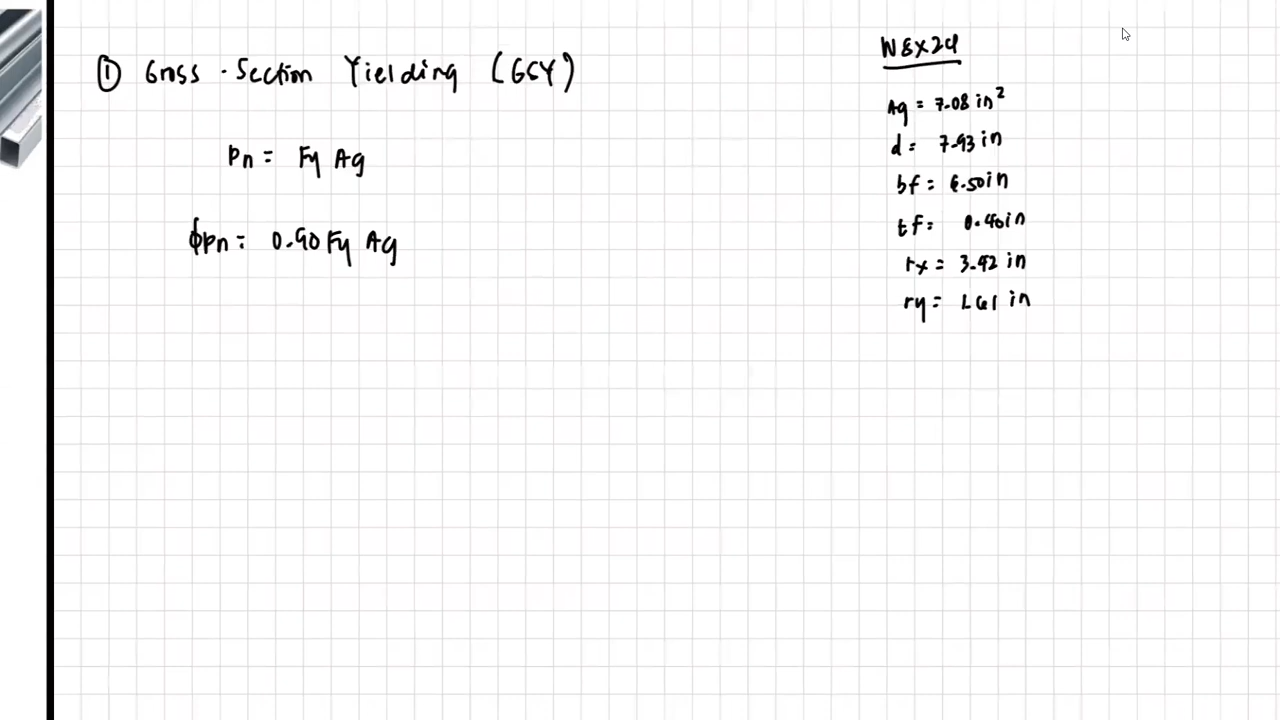 ① Gross-Section Yielding (GSY)
Pn = Fy Ag
ϕPn = 0.90 Fy Ag
W8x24
Ag = 7.08 in²
d = 7.93 in
bf = 6.50 in
tf = 0.40 in
rx = 3.42 in
ry = 1.61 in